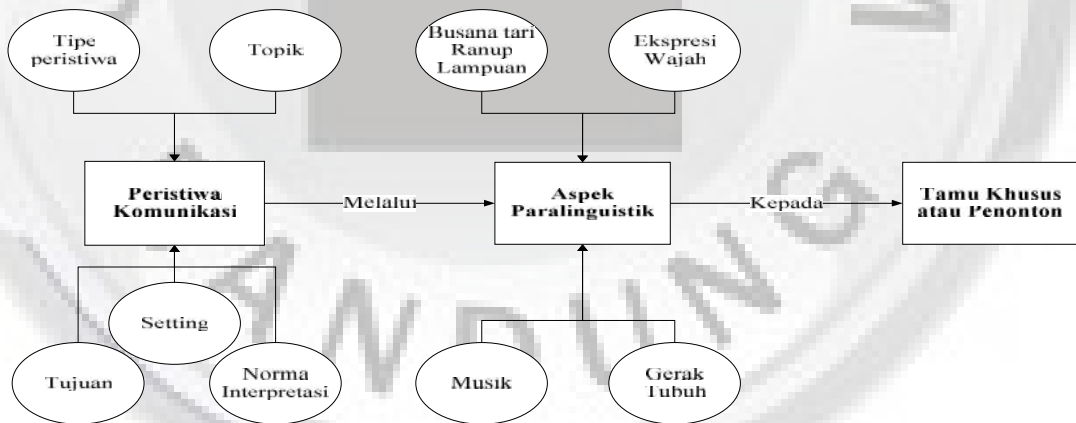 Tipe
peristiwa
Topik
Busana tari
Ranup
Lampuan
Ekspresi
Wajah
Peristiwa
Komunikasi
Melalui
Aspek
Paralinguistik
Kepada
Tamu Khusus
atau Penonton
Setting
Tujuan
Norma
Interpretasi
Musik
Gerak
Tubuh
ANDUNG